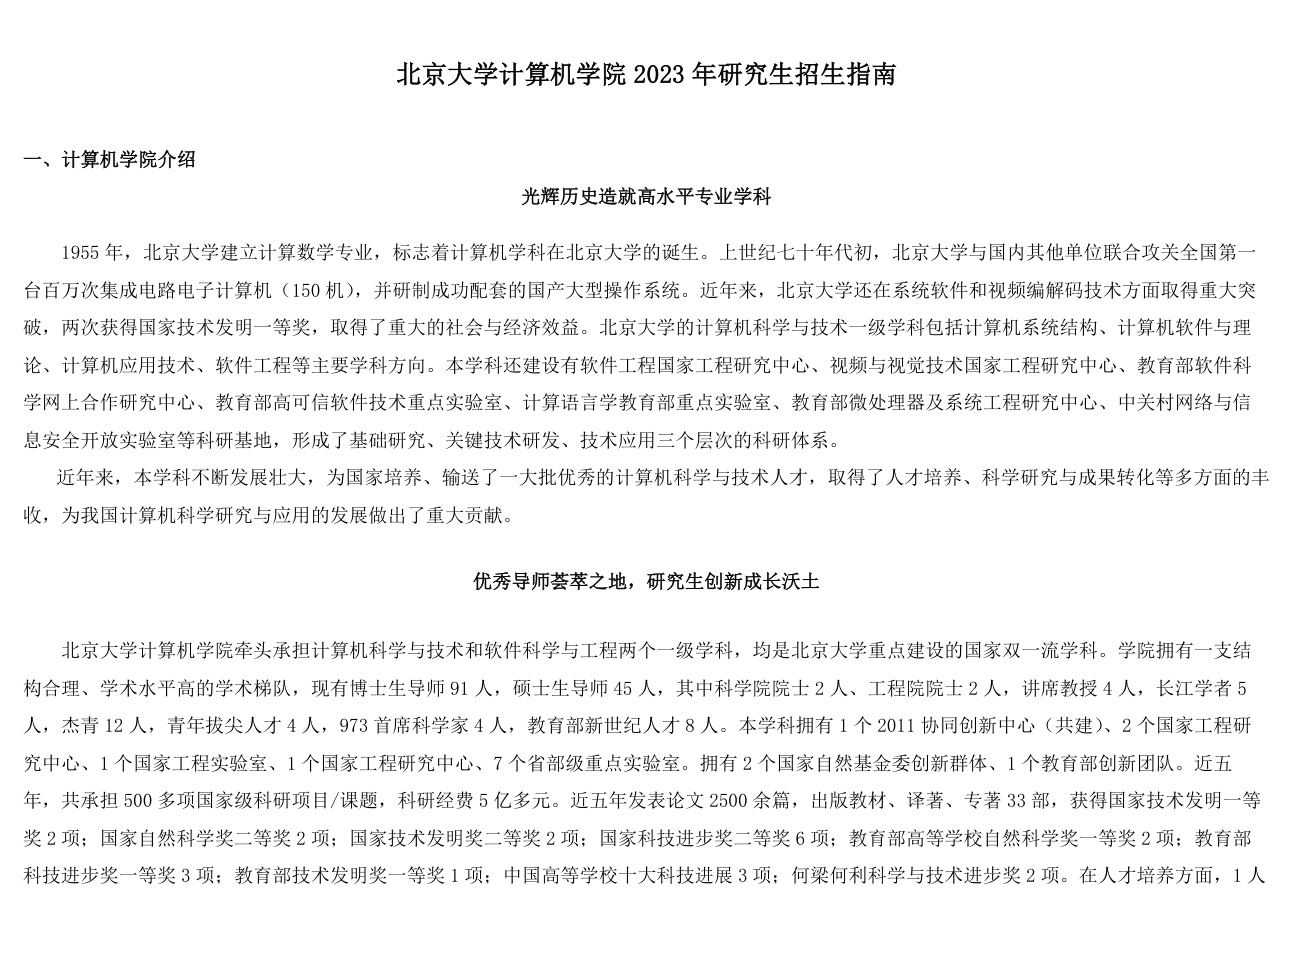 北京大学计算机学院 2023 年研究生招生指南
一、计算机学院介绍
光辉历史造就高水平专业学科
1955 年，北京大学建立计算数学专业，标志着计算机学科在北京大学的诞生。上世纪七十年代初，北京大学与国内其他单位联合攻关全国第一
台百万次集成电路电子计算机（150 机），并研制成功配套的国产大型操作系统。近年来，北京大学还在系统软件和视频编解码技术方面取得重大突
破，两次获得国家技术发明一等奖，取得了重大的社会与经济效益。北京大学的计算机科学与技术一级学科包括计算机系统结构、计算机软件与理
论、计算机应用技术、软件工程等主要学科方向。本学科还建设有软件工程国家工程研究中心、视频与视觉技术国家工程研究中心、教育部软件科
学网上合作研究中心、教育部高可信软件技术重点实验室、计算语言学教育部重点实验室、教育部微处理器及系统工程研究中心、中关村网络与信
息安全开放实验室等科研基地，形成了基础研究、关键技术研发、技术应用三个层次的科研体系。
近年来，本学科不断发展壮大，为国家培养、输送了一大批优秀的计算机科学与技术人才，取得了人才培养、科学研究与成果转化等多方面的丰
收，为我国计算机科学研究与应用的发展做出了重大贡献。
优秀导师荟萃之地，研究生创新成长沃土
北京大学计算机学院牵头承担计算机科学与技术和软件科学与工程两个一级学科，均是北京大学重点建设的国家双一流学科。学院拥有一支结
构合理、学术水平高的学术梯队，现有博士生导师 91 人，硕士生导师 45 人，其中科学院院士 2 人、工程院院士 2 人，讲席教授 4 人，长江学者 5
人，杰青 12 人，青年拔尖人才 4 人，973 首席科学家 4 人，教育部新世纪人才 8 人。本学科拥有 1 个 2011 协同创新中心（共建）、2 个国家工程研
究中心、1 个国家工程实验室、1 个国家工程研究中心、7 个省部级重点实验室。拥有 2 个国家自然基金委创新群体、1 个教育部创新团队。近五
年，共承担 500 多项国家级科研项目/课题，科研经费 5 亿多元。近五年发表论文 2500 余篇，出版教材、译著、专著 33 部，获得国家技术发明一等
奖 2 项；国家自然科学奖二等奖 2 项；国家技术发明奖二等奖 2 项；国家科技进步奖二等奖 6 项；教育部高等学校自然科学奖一等奖 2 项；教育部
科技进步奖一等奖 3 项；教育部技术发明奖一等奖 1 项；中国高等学校十大科技进展 3 项；何梁何利科学与技术进步奖 2 项。在人才培养方面，1 人